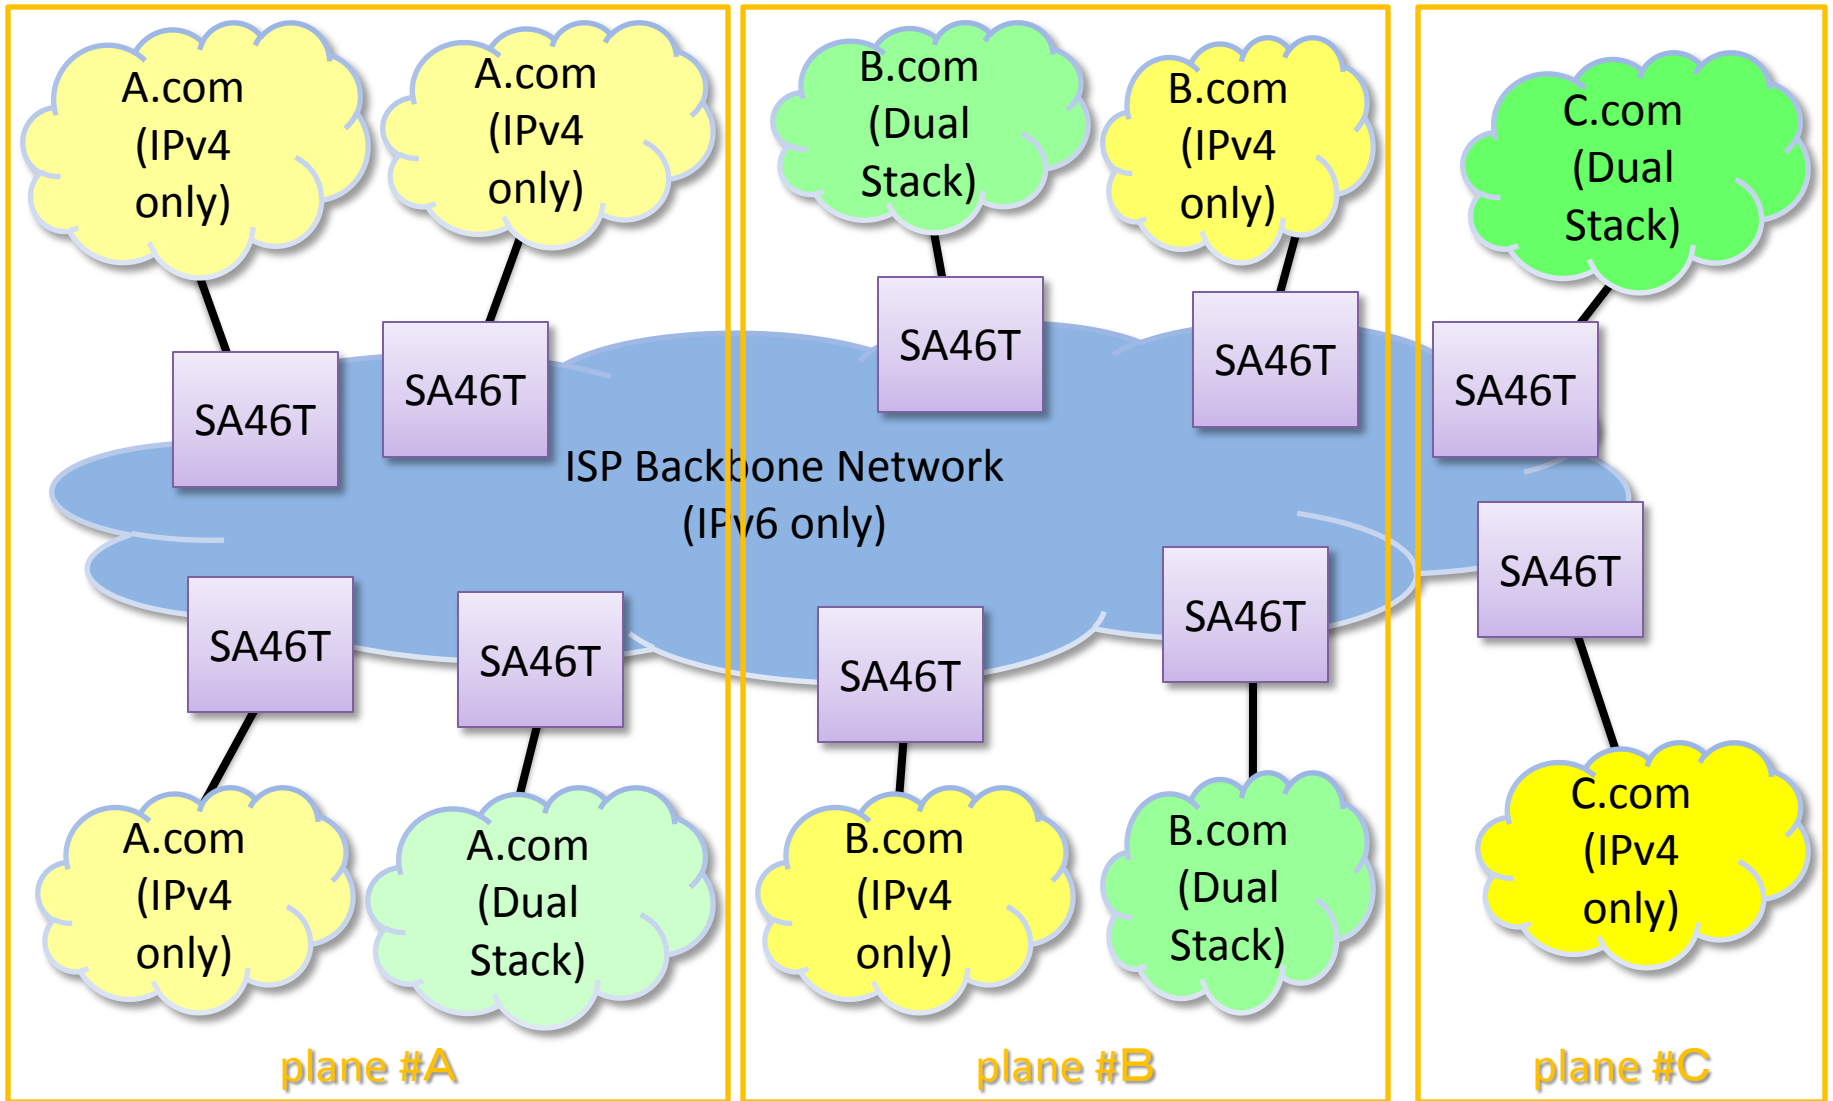 A.com
(IPv4
only)
A.com
(IPv4
only)
B.com
(Dual
Stack)
B.com
(IPv4
only)
C.com
(Dual
Stack)
SA46T
SA46T
SA46T
SA46T
SA46T
ISP Backbone Network
(IPv6 only)
SA46T
SA46T
SA46T
SA46T
SA46T
A.com
(IPv4
only)
A.com
(Dual
Stack)
B.com
(IPv4
only)
B.com
(Dual
Stack)
C.com
(IPv4
only)
plane #A
plane #B
plane #C